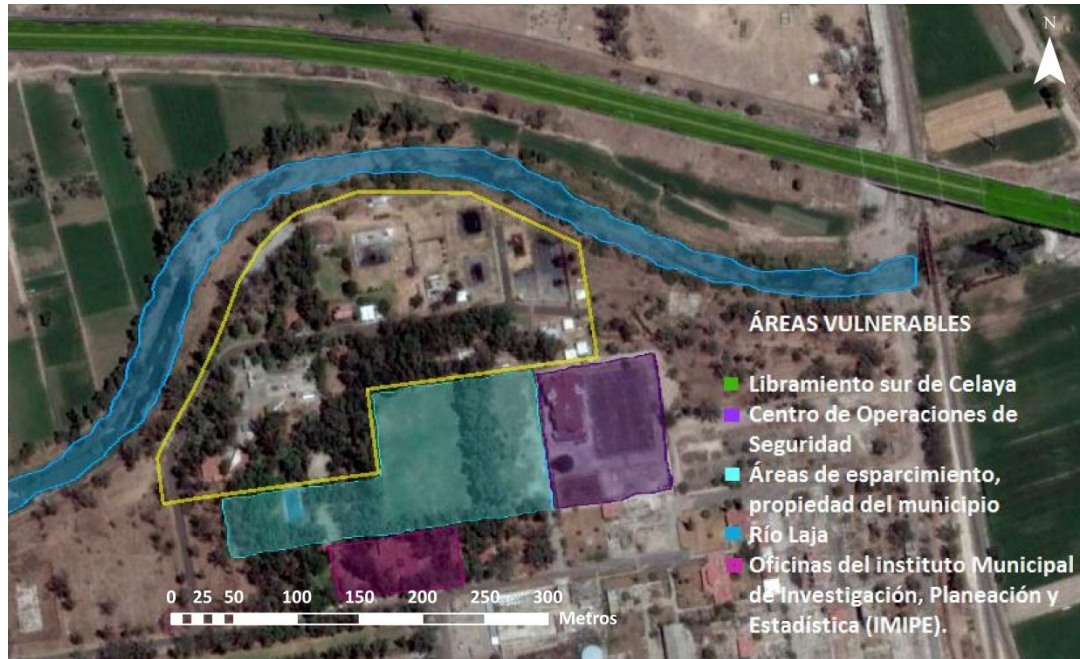 N
ÁREAS VULNERABLES
Libramiento sur de Celaya
Centro de Operaciones de
Seguridad
Áreas de esparcimiento,
propiedad del municipio
Río Laja
Oficinas del instituto Municipal
de Investigación, Planeación y
Estadística (IMIPE).
0 25 50 100 150 200 250 300
Metros